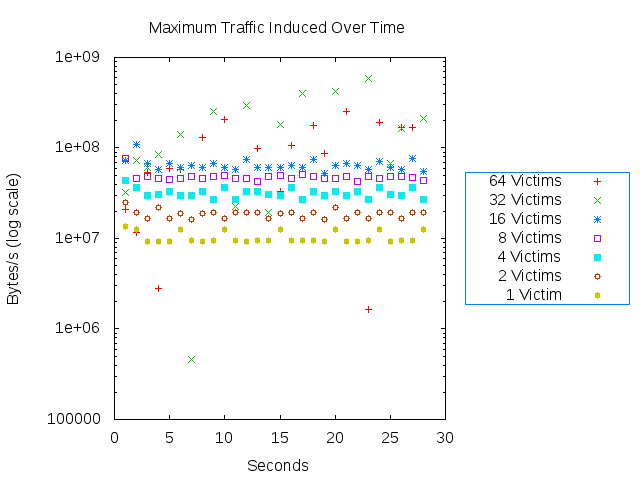 Maximum Traffic Induced Over Time
1e+09
1e+08
1e+07
1e+06
100000
Bytes/s (log scale)
0 5 10 15 20 25 30
Seconds
64 Victims
32 Victims
16 Victims
8 Victims
4 Victims
2 Victims
1 Victim